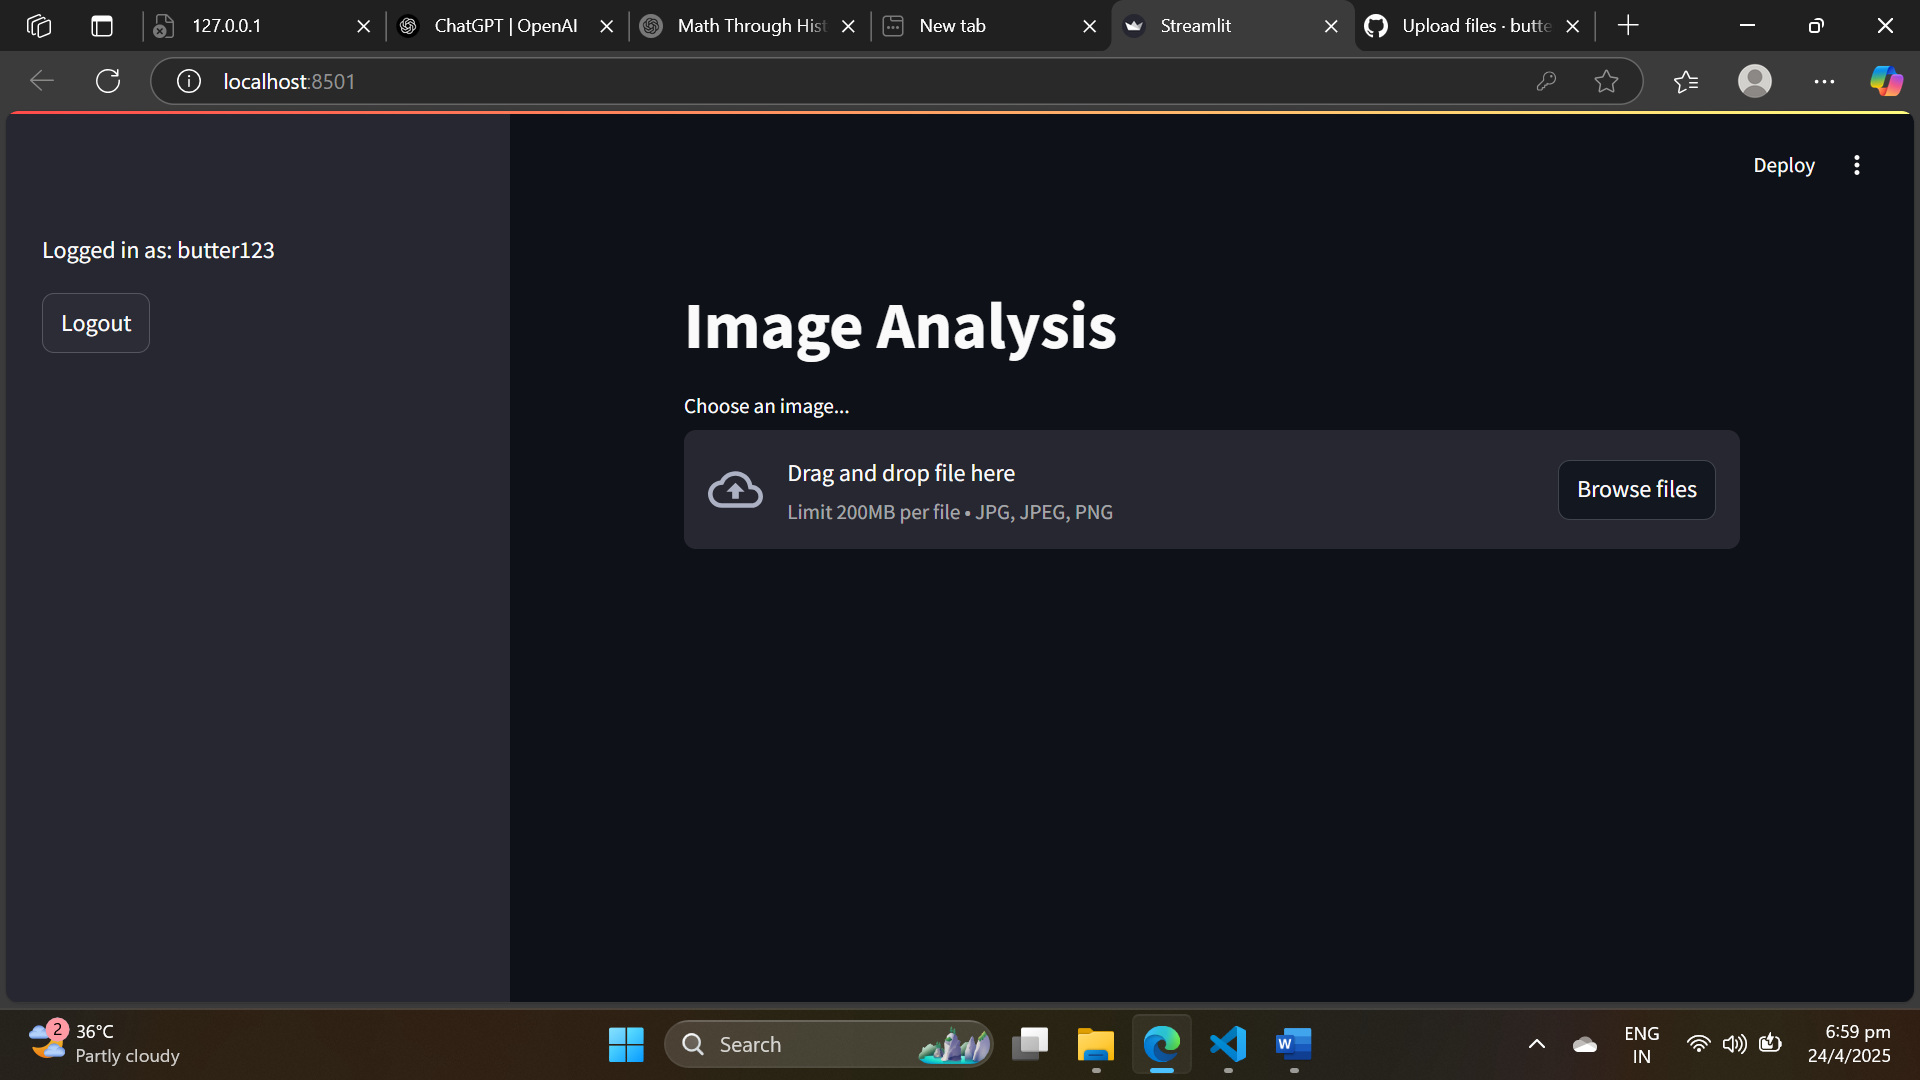 127.0.0.1
ChatGPT | OpenAI
Math Through Hist
New tab
Streamlit
Upload files · butte
localhost:8501
Deploy
Logged in as: butter123
Logout
Image Analysis
Choose an image...
Drag and drop file here
Limit 200MB per file • JPG, JPEG, PNG
Browse files
2
36°C
Partly cloudy
Search
W
ENG
IN
6:59 pm
24/4/2025